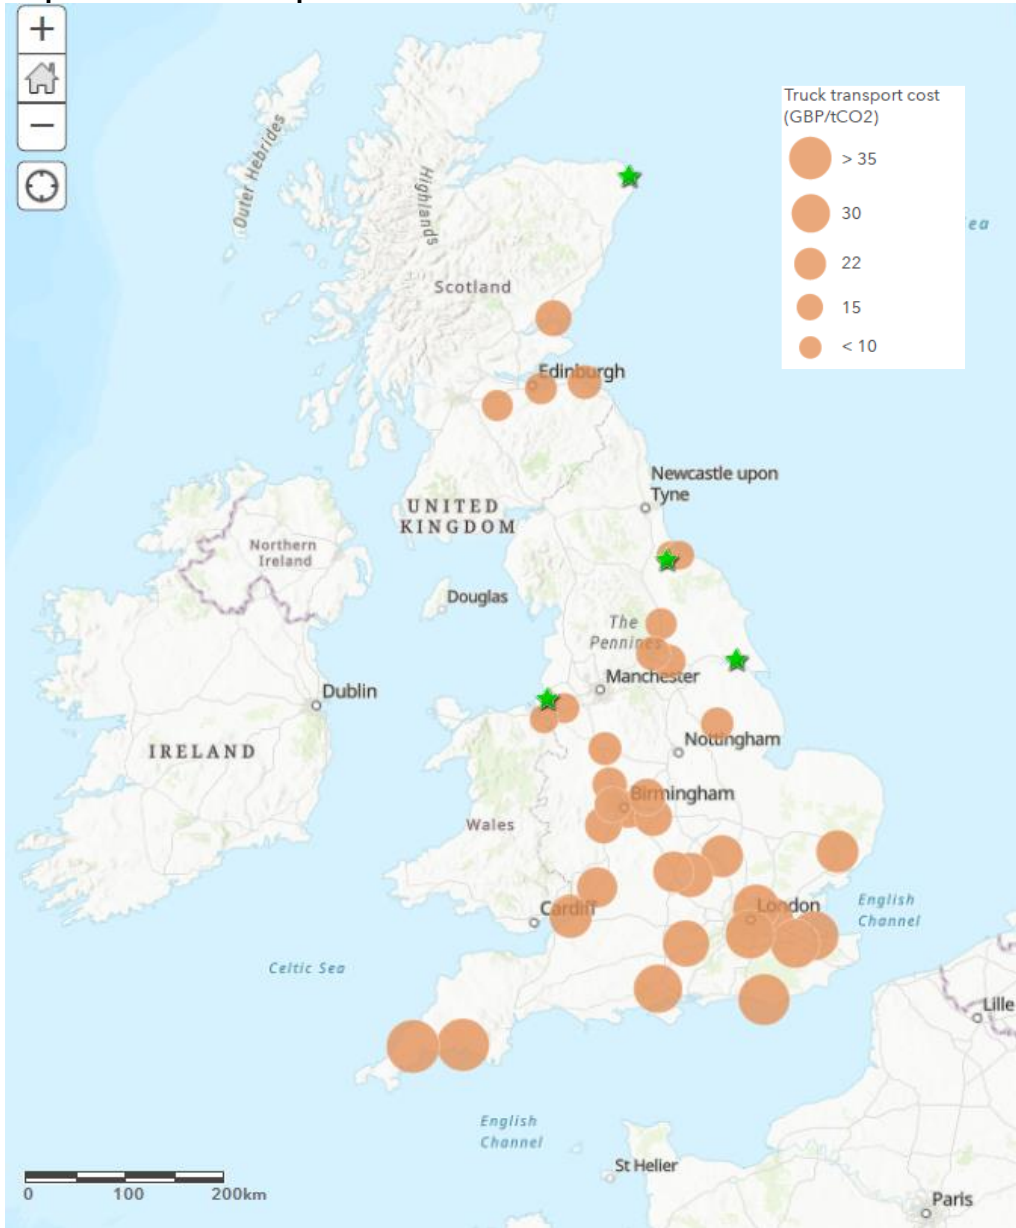 +
−
Outer Hebrides
Highlands
Truck transport cost
(GBP/tCO2)
> 35
30
22
15
< 10
ea
Scotland
Edinburgh
Newcastle upon
Tyne
UNITED
KINGDOM
Northern
Ireland
Douglas
The
Pennines
Manchester
Dublin
Nottingham
IRELAND
Birmingham
Wales
English
Channel
London
Cardiff
Celtic Sea
Lille
English
Channel
St Helier
0 100 200km
Paris